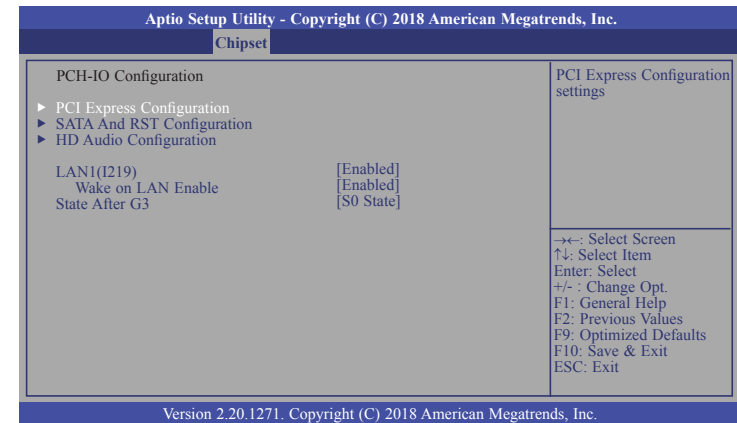 Aptio Setup Utility - Copyright (C) 2018 American Megatrends, Inc.
Chipset
PCH-IO Configuration
► PCI Express Configuration
► SATA And RST Configuration
► HD Audio Configuration
LAN1(I219) [Enabled]
Wake on LAN Enable [Enabled]
State After G3 [S0 State]
PCI Express Configuration
settings
→←: Select Screen
↑↓: Select Item
Enter: Select
+/- : Change Opt.
F1: General Help
F2: Previous Values
F9: Optimized Defaults
F10: Save & Exit
ESC: Exit
Version 2.20.1271. Copyright (C) 2018 American Megatrends, Inc.